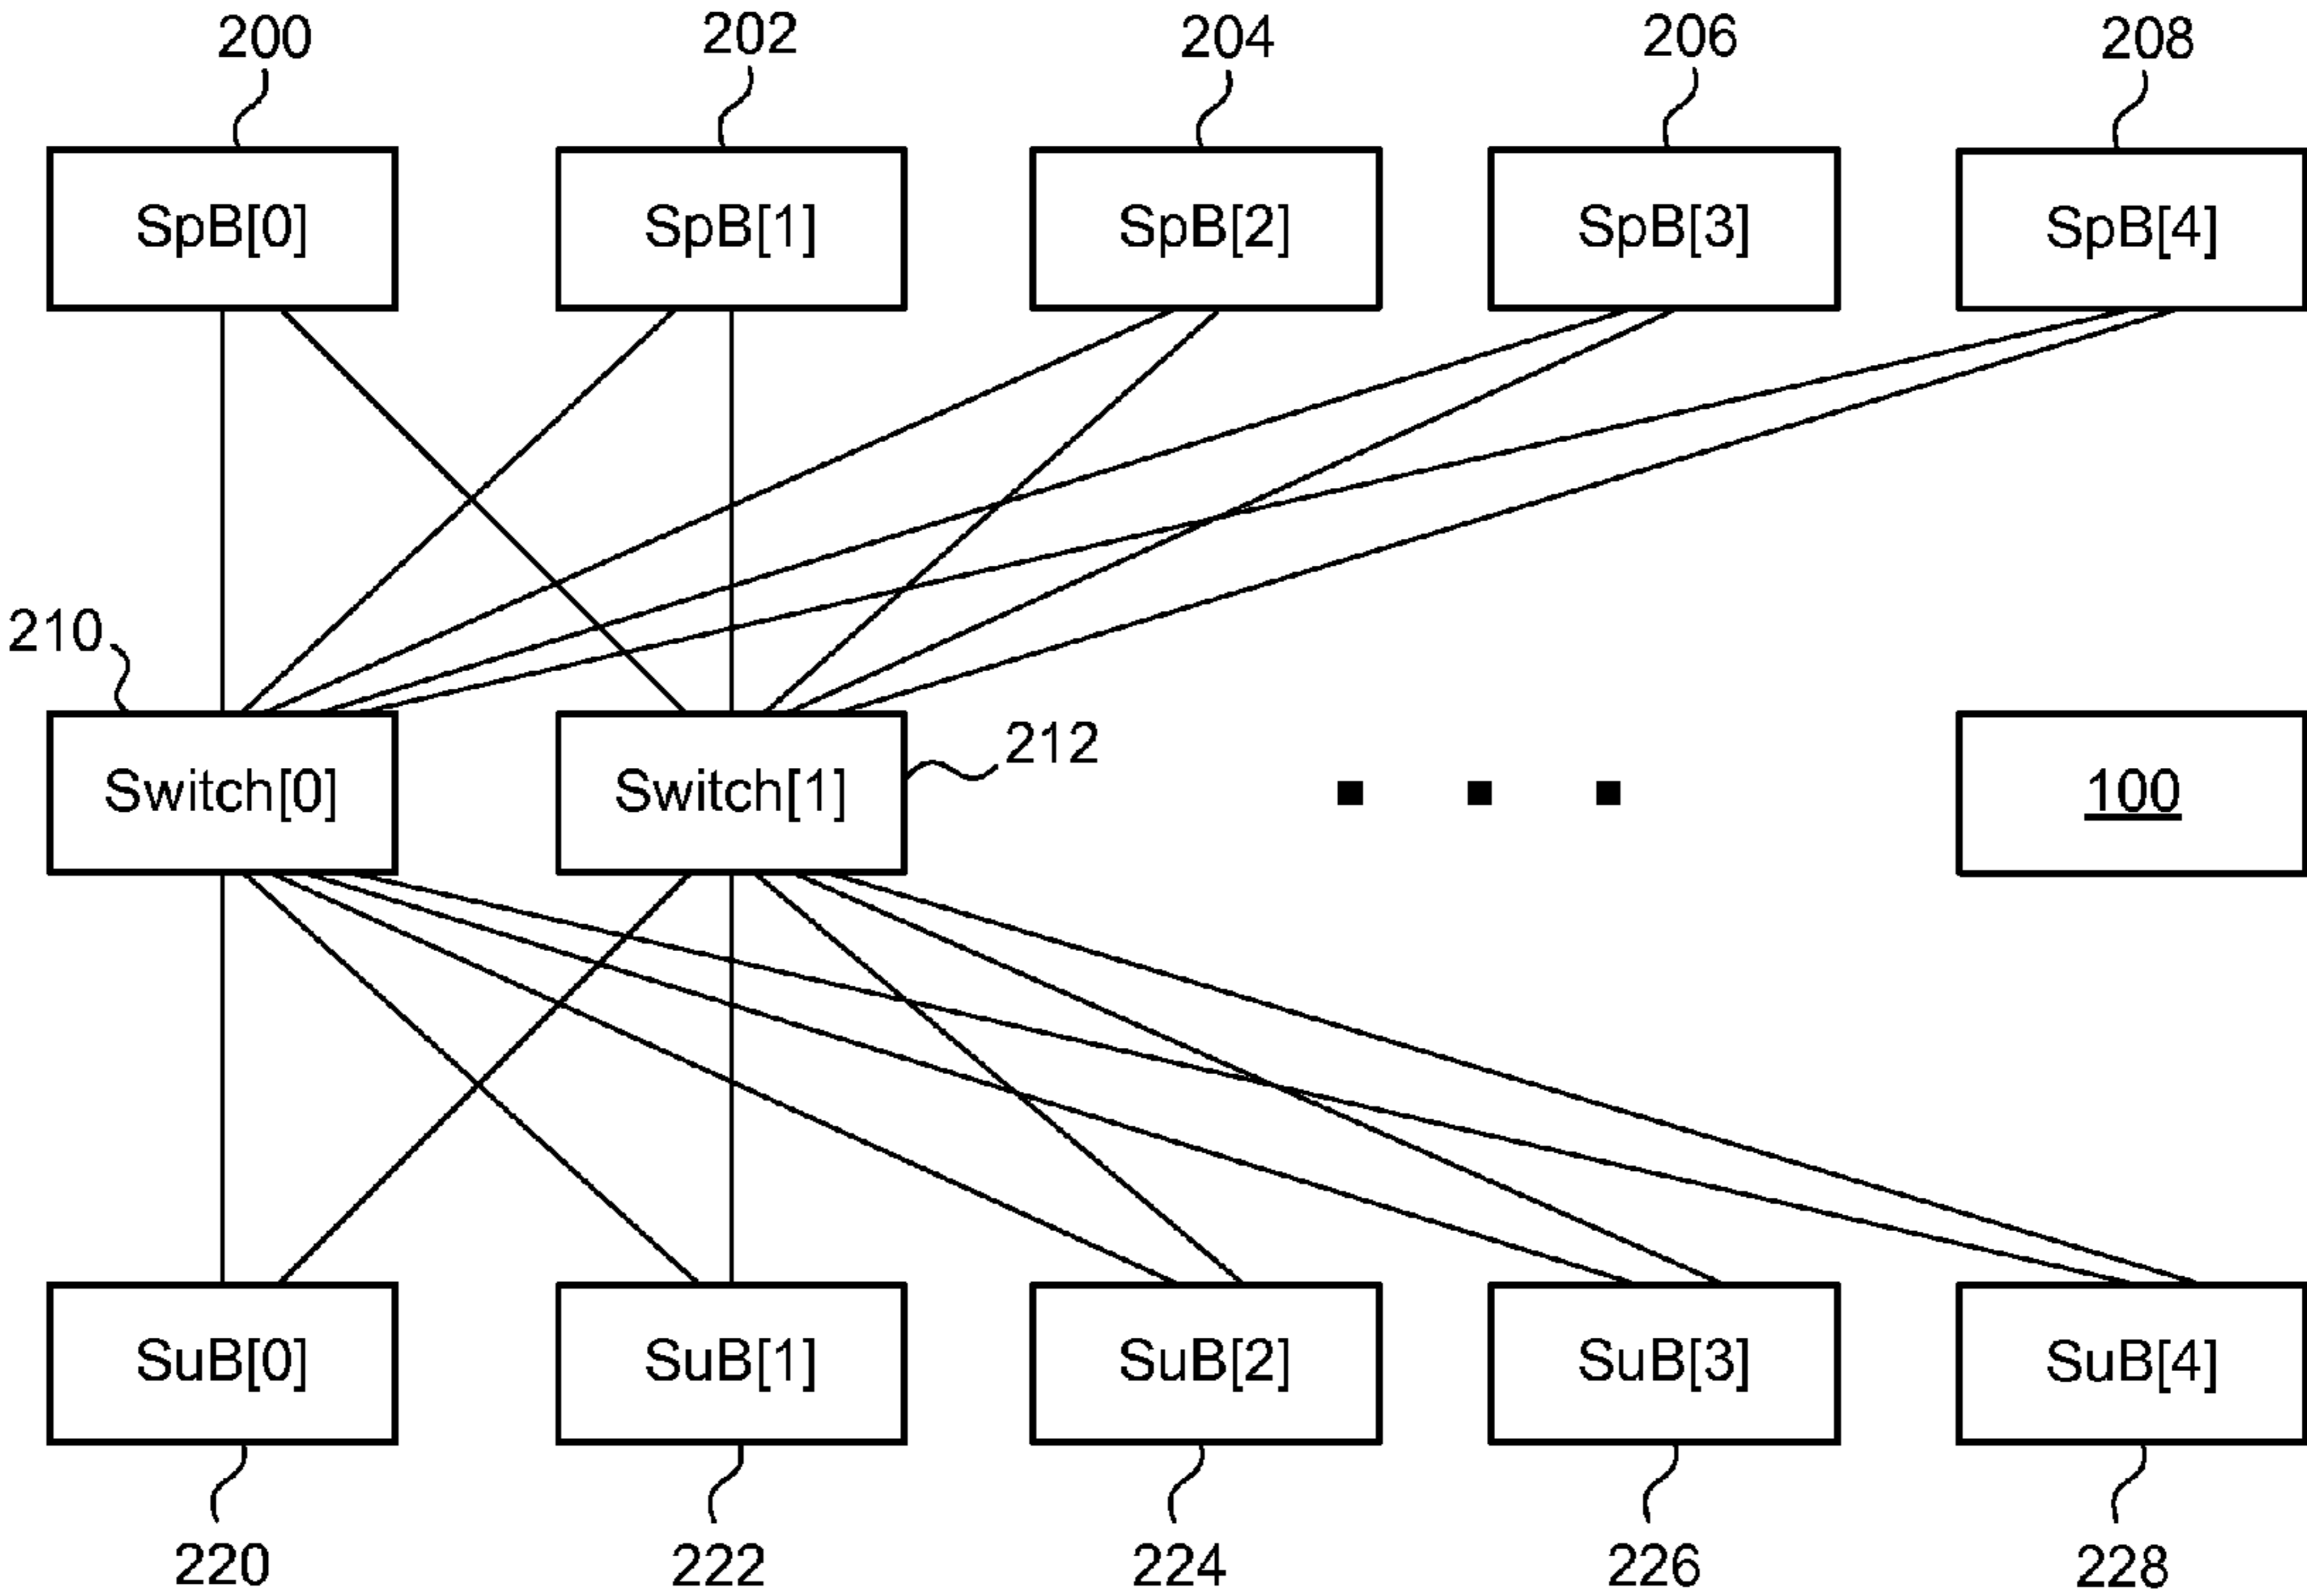 200 202 204 206 208
SpB[0] SpB[1] SpB[2] SpB[3] SpB[4]
210
212
Switch[0] Switch[1] 100
SuB[0] SuB[1] SuB[2] SuB[3] SuB[4]
220 222 224 226 228